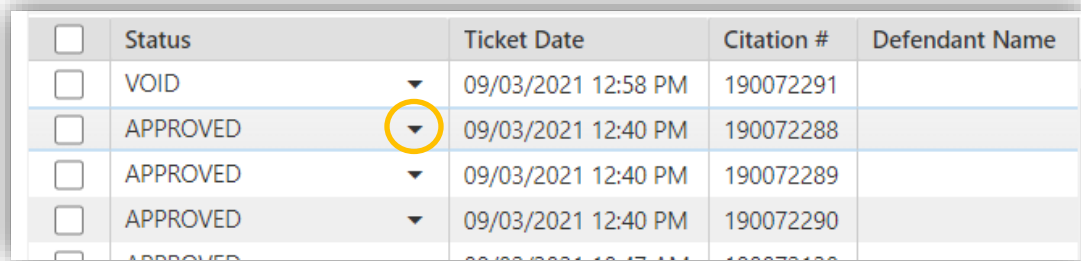 Status Ticket Date Citation # Defendant Name
VOID 09/03/2021 12:58 PM 190072291
APPROVED 09/03/2021 12:40 PM 190072288
APPROVED 09/03/2021 12:40 PM 190072289
APPROVED 09/03/2021 12:40 PM 190072290
APPROVED